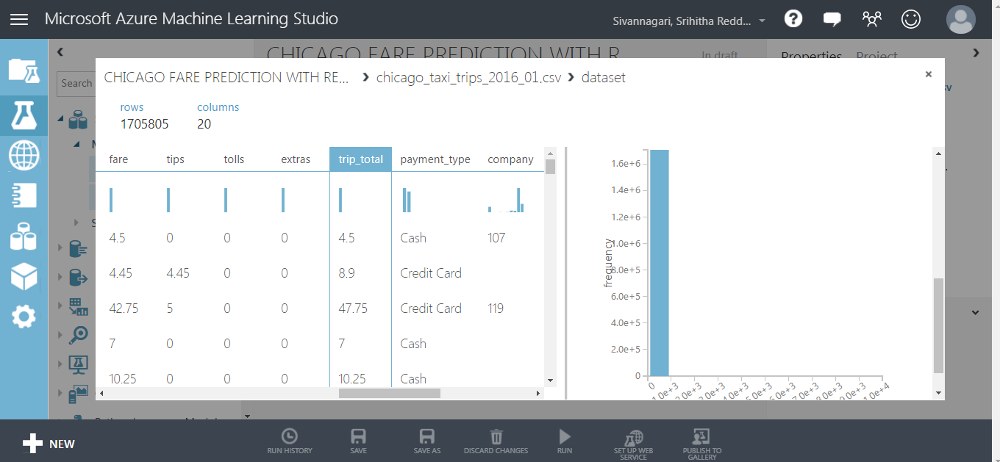 Microsoft Azure Machine Learning Studio
Sivannagari, Srihitha Redd...
CHICAGO FARE PREDICTION WITH R
In draft
Properties Project
Search
CHICAGO FARE PREDICTION WITH RE... > chicago_taxi_trips_2016_01.csv > dataset
rows columns
1705805 20
fare tips tolls extras trip_total payment_type company
4.5 0 0 0 4.5 Cash 107
4.45 4.45 0 0 8.9 Credit Card
42.75 5 0 0 47.75 Credit Card 119
7 0 0 0 7 Cash
10.25 0 0 0 10.25 Cash
frequency
1.6e+6
1.4e+6
1.2e+6
1.0e+6
8.0e+5
6.0e+5
4.0e+5
2.0e+5
0
0 1.0e+3 2.0e+3 3.0e+3 4.0e+3 5.0e+3 6.0e+3 7.0e+3 8.0e+3 9.0e+3 1.0e+4
NEW
RUN HISTORY
SAVE
SAVE AS
DISCARD CHANGES
RUN
SET UP WEB
SERVICE
PUBLISH TO
GALLERY